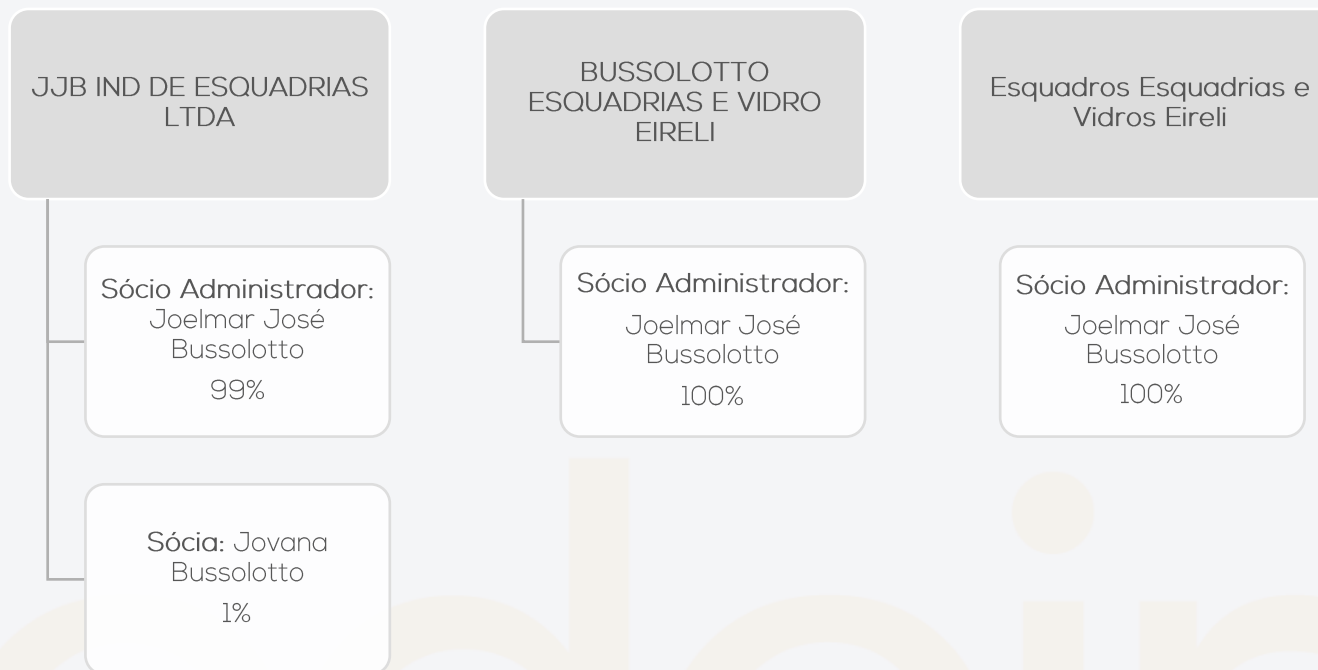 JJB IND DE ESQUADRIAS
LTDA
Sócio Administrador:
Joelmar José
Bussolotto
99%
Sócia: Jovana
Bussolotto
1%
BUSSOLOTTO
ESQUADRIAS E VIDRO
EIRELI
Sócio Administrador:
Joelmar José
Bussolotto
100%
Esquadros Esquadrias e
Vidros Eireli
Sócio Administrador:
Joelmar José
Bussolotto
100%